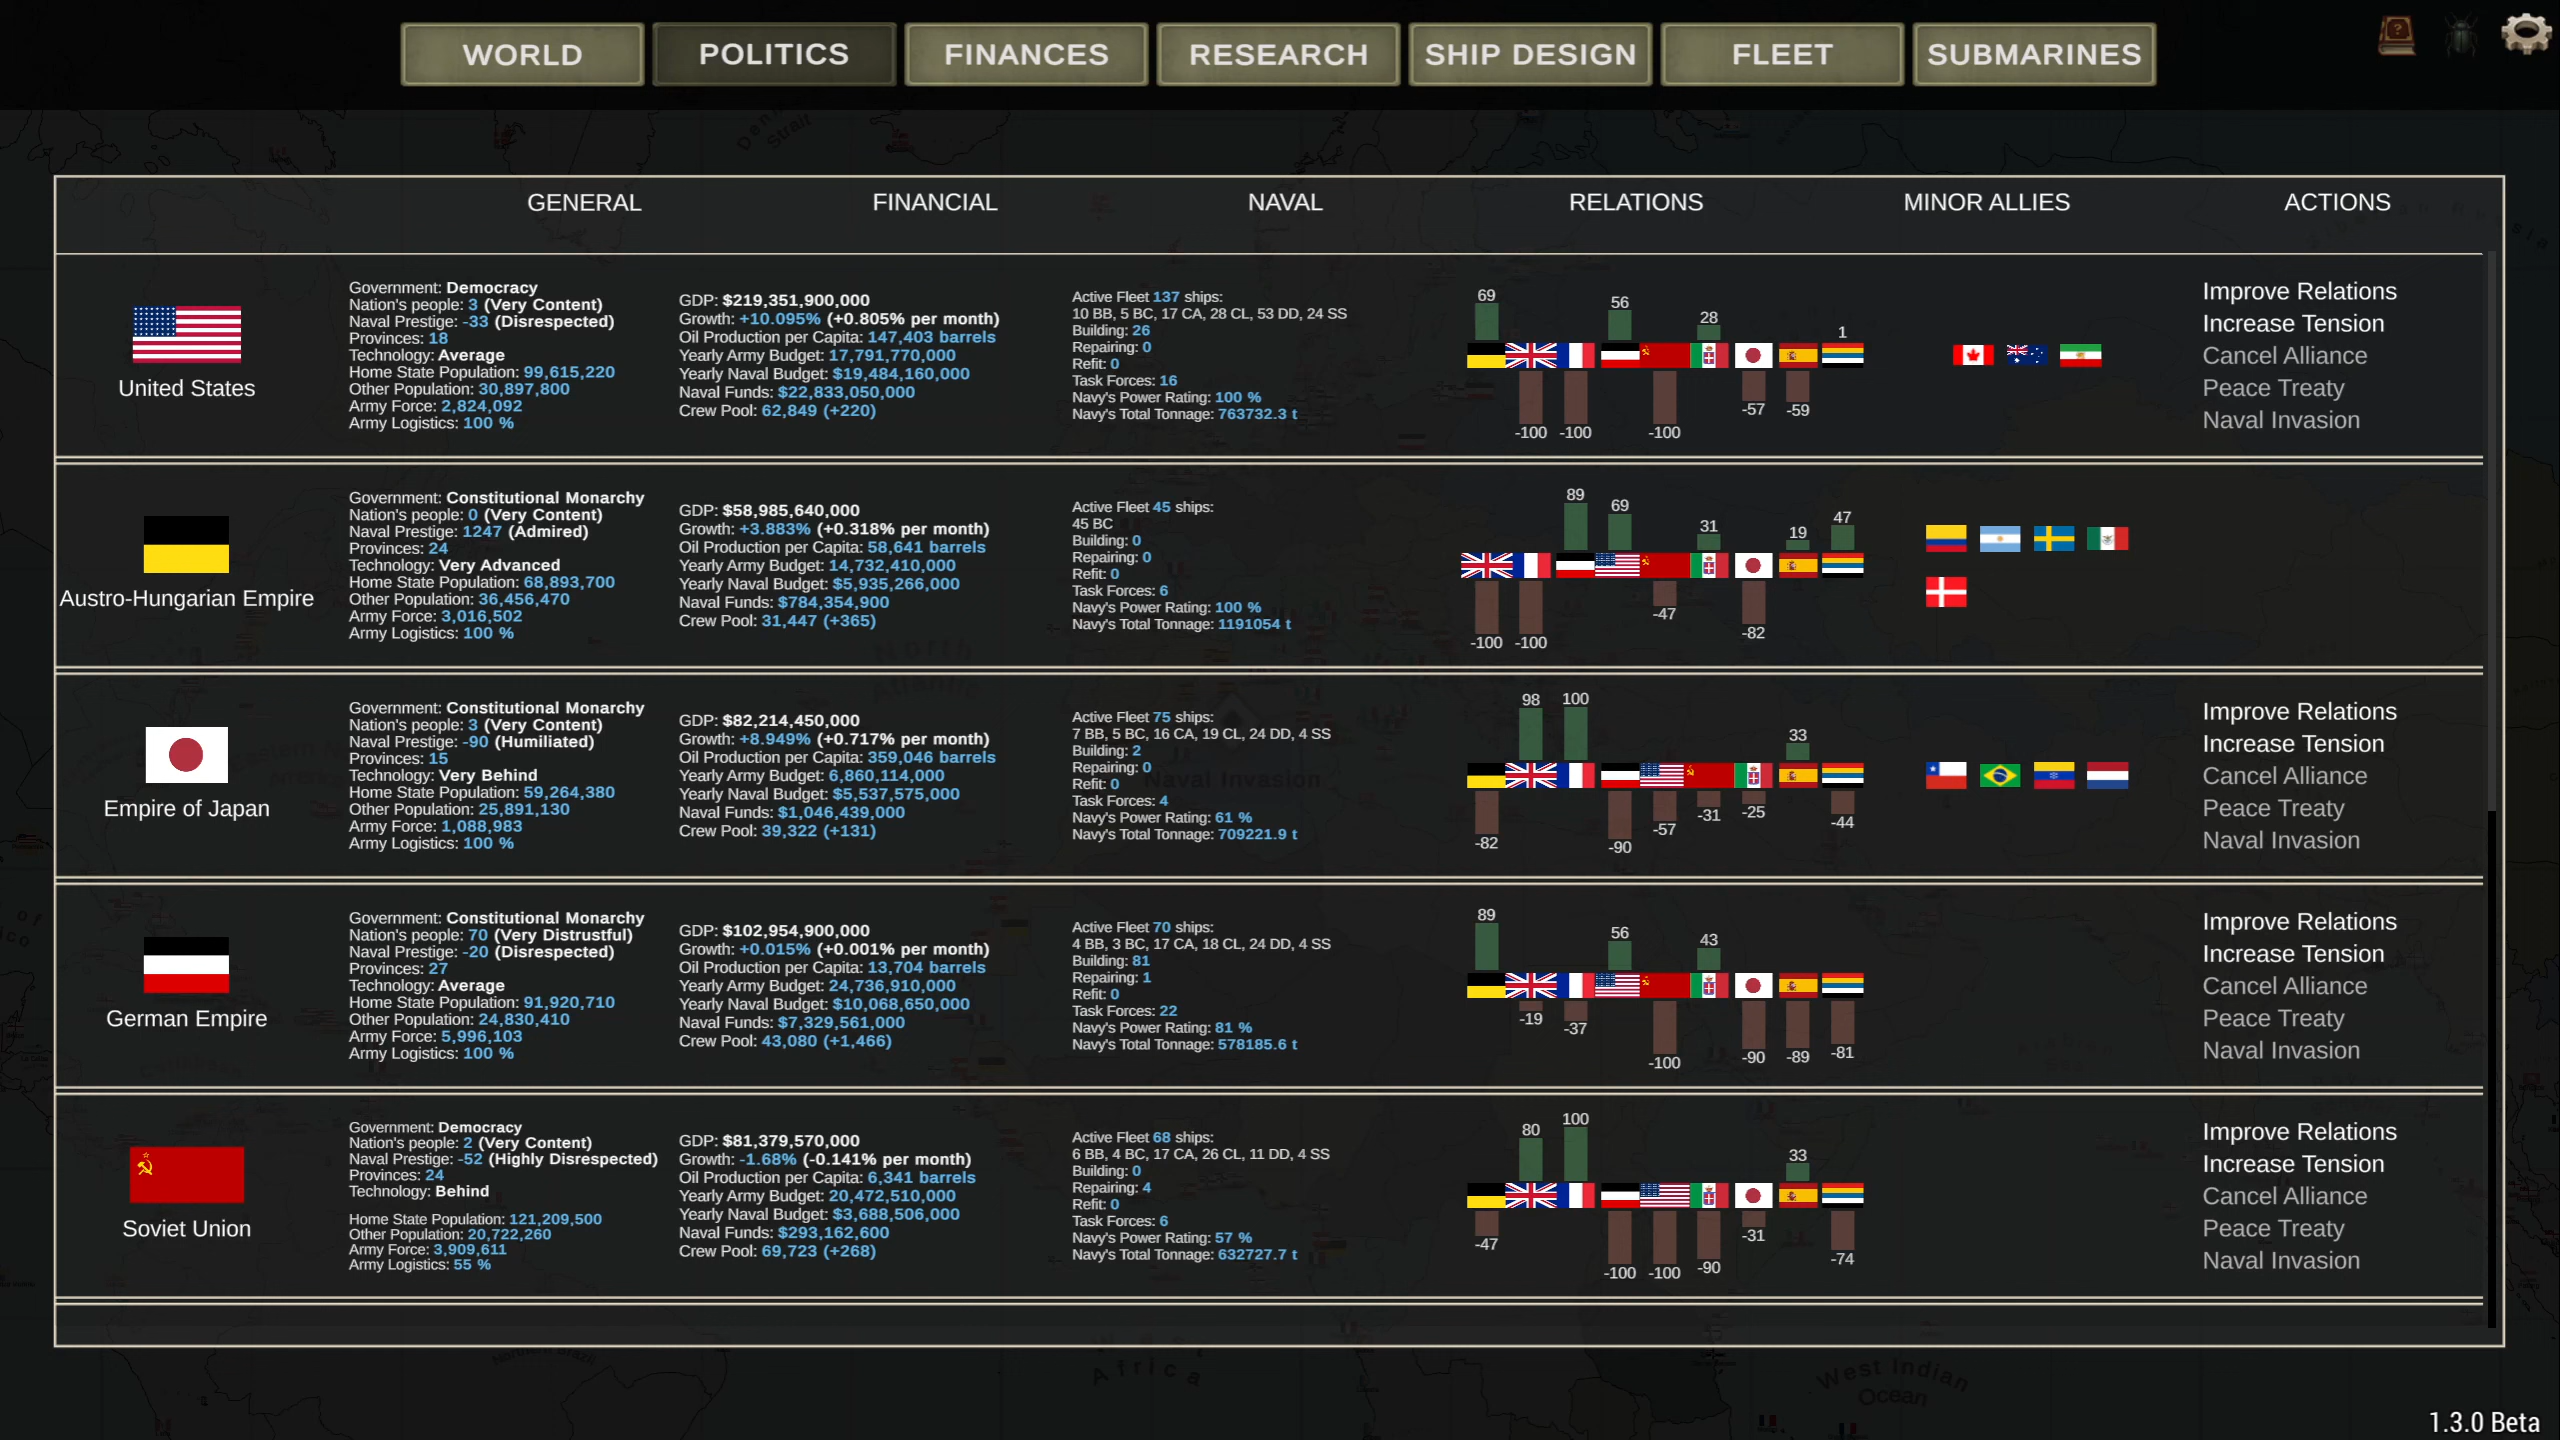 WORLD
POLITICS
FINANCES
RESEARCH
SHIP DESIGN
FLEET
SUBMARINES
GENERAL
FINANCIAL
NAVAL
RELATIONS
MINOR ALLIES
ACTIONS
United States
Government: Democracy
Nation's people: 3 (Very Content)
Naval Prestige: -33 (Disrespected)
Provinces: 18
Technology: Average
Home State Population: 99,615,220
Other Population: 30,897,800
Army Force: 2,824,092
Army Logistics: 100 %
GDP: $219,351,900,000
Growth: +10.095% (+0.805% per month)
Oil Production per Capita: 147,403 barrels
Yearly Army Budget: 17,791,770,000
Yearly Naval Budget: $19,484,160,000
Naval Funds: $22,833,050,000
Crew Pool: 62,849 (+220)
Active Fleet 137 ships:
10 BB, 5 BC, 17 CA, 28 CL, 53 DD, 24 SS
Building: 26
Repairing: 0
Refit: 0
Task Forces: 16
Navy's Power Rating: 100 %
Navy's Total Tonnage: 763732.3 t
69
56
28
1
-100
-100
-100
-57
-59
Improve Relations
Increase Tension
Cancel Alliance
Peace Treaty
Naval Invasion
Austro-Hungarian Empire
Government: Constitutional Monarchy
Nation's people: 0 (Very Content)
Naval Prestige: 1247 (Admired)
Provinces: 24
Technology: Very Advanced
Home State Population: 68,893,700
Other Population: 36,456,470
Army Force: 3,016,502
Army Logistics: 100 %
GDP: $58,985,640,000
Growth: +3.883% (+0.318% per month)
Oil Production per Capita: 58,641 barrels
Yearly Army Budget: 14,732,410,000
Yearly Naval Budget: $5,935,266,000
Naval Funds: $784,354,900
Crew Pool: 31,447 (+365)
Active Fleet 45 ships:
45 BC
Building: 0
Repairing: 0
Refit: 0
Task Forces: 6
Navy's Power Rating: 100 %
Navy's Total Tonnage: 1191054 t
89
69
31
19
47
-100
-100
-47
-82
Empire of Japan
Government: Constitutional Monarchy
Nation's people: 3 (Very Content)
Naval Prestige: -90 (Humiliated)
Provinces: 15
Technology: Very Behind
Home State Population: 59,264,380
Other Population: 25,891,130
Army Force: 1,088,983
Army Logistics: 100 %
GDP: $82,214,450,000
Growth: +8.949% (+0.717% per month)
Oil Production per Capita: 359,046 barrels
Yearly Army Budget: 6,860,114,000
Yearly Naval Budget: $5,537,575,000
Naval Funds: $1,046,439,000
Crew Pool: 39,322 (+131)
Active Fleet 75 ships:
7 BB, 5 BC, 16 CA, 19 CL, 24 DD, 4 SS
Building: 2
Repairing: 0
Refit: 0
Task Forces: 4
Navy's Power Rating: 61 %
Navy's Total Tonnage: 709221.9 t
Naval Invasion
98
100
33
-82
-90
-57
-31
-25
-44
Improve Relations
Increase Tension
Cancel Alliance
Peace Treaty
Naval Invasion
German Empire
Government: Constitutional Monarchy
Nation's people: 70 (Very Distrustful)
Naval Prestige: -20 (Disrespected)
Provinces: 27
Technology: Average
Home State Population: 91,920,710
Other Population: 24,830,410
Army Force: 5,996,103
Army Logistics: 100 %
GDP: $102,954,900,000
Growth: +0.015% (+0.001% per month)
Oil Production per Capita: 13,704 barrels
Yearly Army Budget: 24,736,910,000
Yearly Naval Budget: $10,068,650,000
Naval Funds: $7,329,561,000
Crew Pool: 43,080 (+1,466)
Active Fleet 70 ships:
4 BB, 3 BC, 17 CA, 18 CL, 24 DD, 4 SS
Building: 81
Repairing: 1
Refit: 0
Task Forces: 22
Navy's Power Rating: 81 %
Navy's Total Tonnage: 578185.6 t
89
56
43
-19
-37
-100
-90
-89
-81
Improve Relations
Increase Tension
Cancel Alliance
Peace Treaty
Naval Invasion
Soviet Union
Government: Democracy
Nation's people: 2 (Very Content)
Naval Prestige: -52 (Highly Disrespected)
Provinces: 24
Technology: Behind
Home State Population: 121,209,500
Other Population: 20,722,260
Army Force: 3,909,611
Army Logistics: 55 %
GDP: $81,379,570,000
Growth: -1.68% (-0.141% per month)
Oil Production per Capita: 6,341 barrels
Yearly Army Budget: 20,472,510,000
Yearly Naval Budget: $3,688,506,000
Naval Funds: $293,162,600
Crew Pool: 69,723 (+268)
Active Fleet 68 ships:
6 BB, 4 BC, 17 CA, 26 CL, 11 DD, 4 SS
Building: 0
Repairing: 4
Refit: 0
Task Forces: 6
Navy's Power Rating: 57 %
Navy's Total Tonnage: 632727.7 t
80
100
33
-47
-100
-100
-90
-31
-74
Improve Relations
Increase Tension
Cancel Alliance
Peace Treaty
Naval Invasion
Africa
West Indian
Ocean
1.3.0 Beta